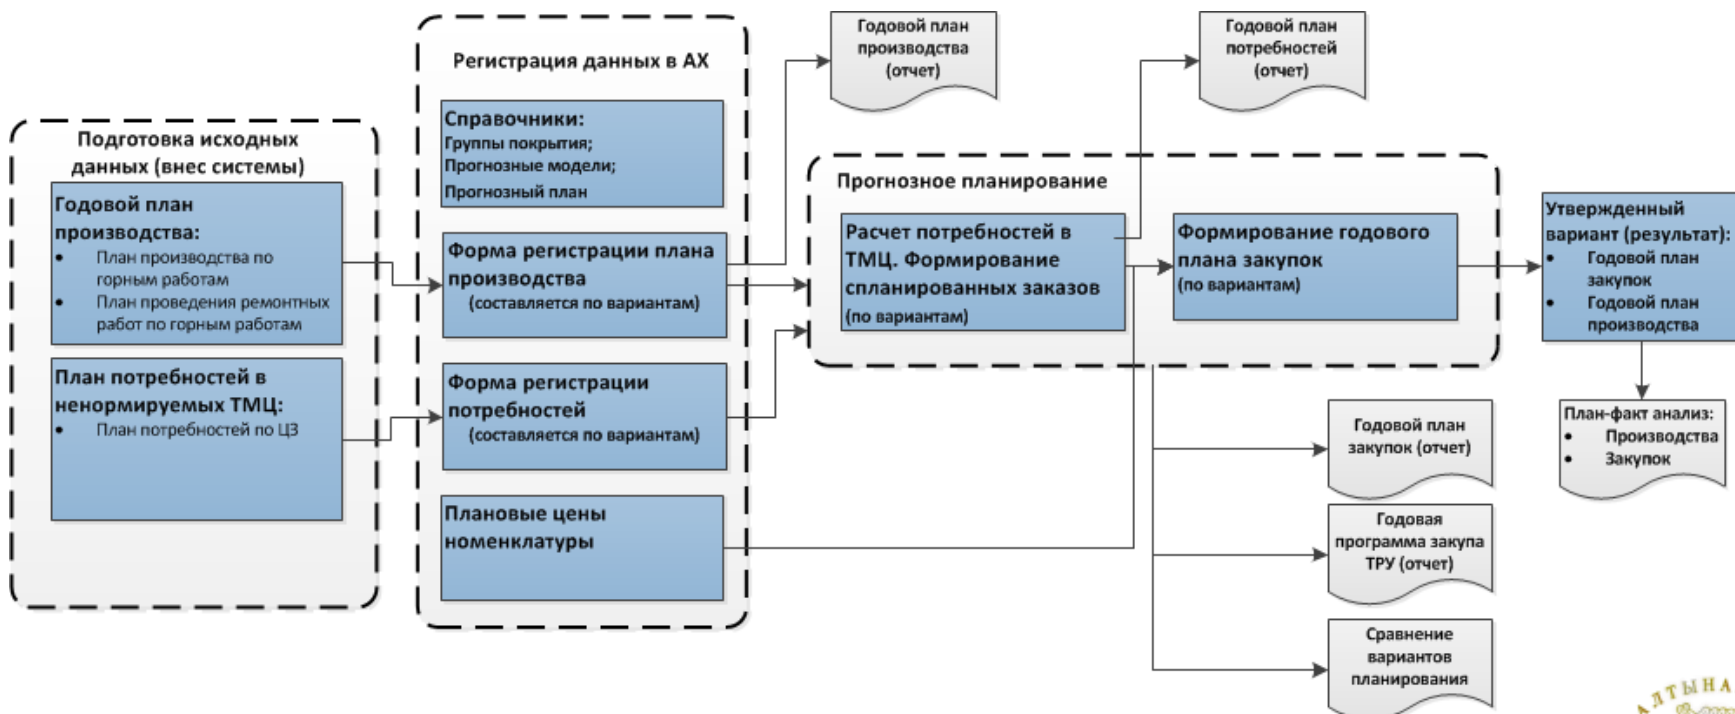 Подготовка исходных
данных (внес системы)
Годовой план
производства:
• План производства по
горным работам
• План проведения ремонтных
работ по горным работам
План потребностей в
ненормируемых ТМЦ:
• План потребностей по ЦЗ
Регистрация данных в АХ
Справочники:
Группы покрытия;
Прогнозные модели;
Прогнозный план
Форма регистрации плана
производства
(составляется по вариантам)
Форма регистрации
потребностей
(составляется по вариантам)
Плановые цены
номенклатуры
Годовой план
производства
(отчет)
Годовой план
потребностей
(отчет)
Прогнозное планирование
Расчет потребностей в
ТМЦ. Формирование
спланированных заказов
(по вариантам)
Формирование годового
плана закупок
(по вариантам)
Утвержденный
вариант (результат):
• Годовой план
закупок
• Годовой план
производства
План-факт анализ:
• Производства
• Закупок
Годовой план
закупок (отчет)
Годовая
программа закупа
ТРУ (отчет)
Сравнение
вариантов
планирования
АЛТЫНА